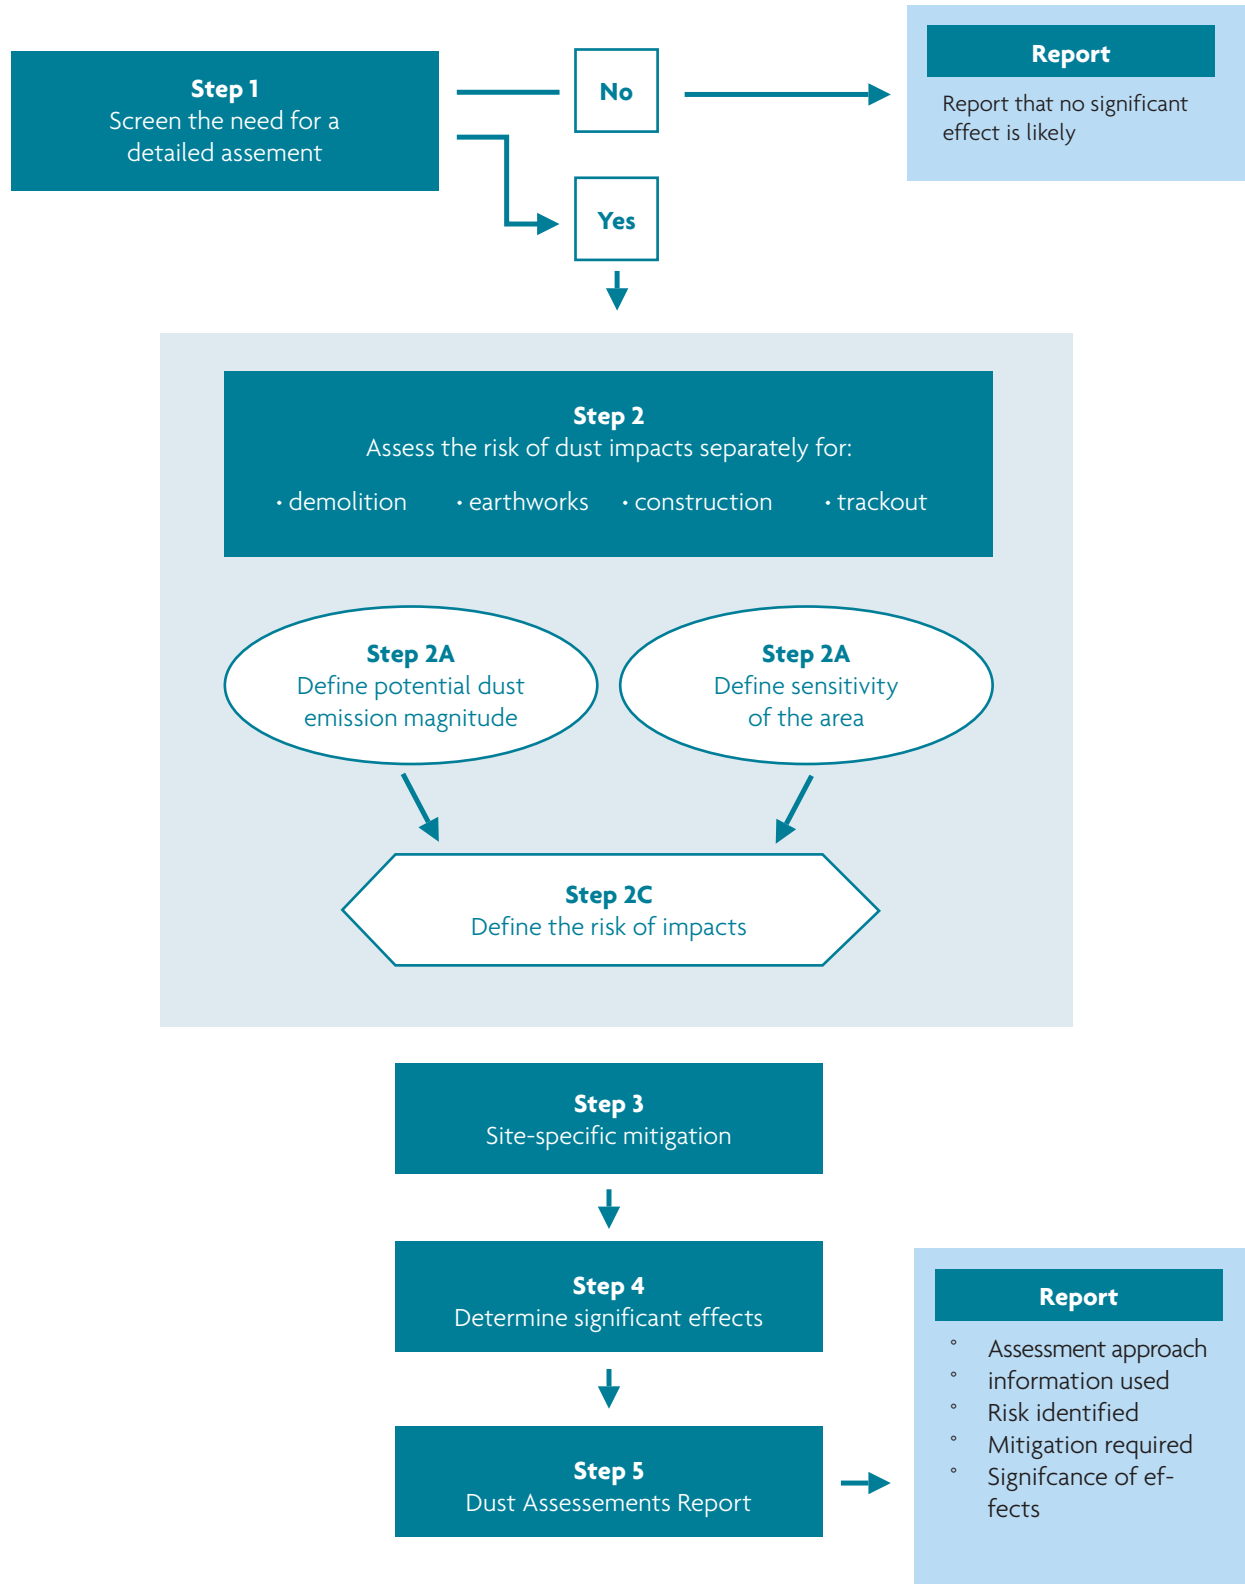 Step 1
Screen the need for a
detailed assement
No
Yes
Report
Report that no significant
effect is likely
Step 2
Assess the risk of dust impacts separately for:
• demolition • earthworks • construction • trackout
Step 2A
Define potential dust
emission magnitude
Step 2A
Define sensitivity
of the area
Step 2C
Define the risk of impacts
Step 3
Site-specific mitigation
Step 4
Determine significant effects
Step 5
Dust Assessements Report
Report
° Assessment approach
° information used
° Risk identified
° Mitigation required
° Signifcance of ef-
fects